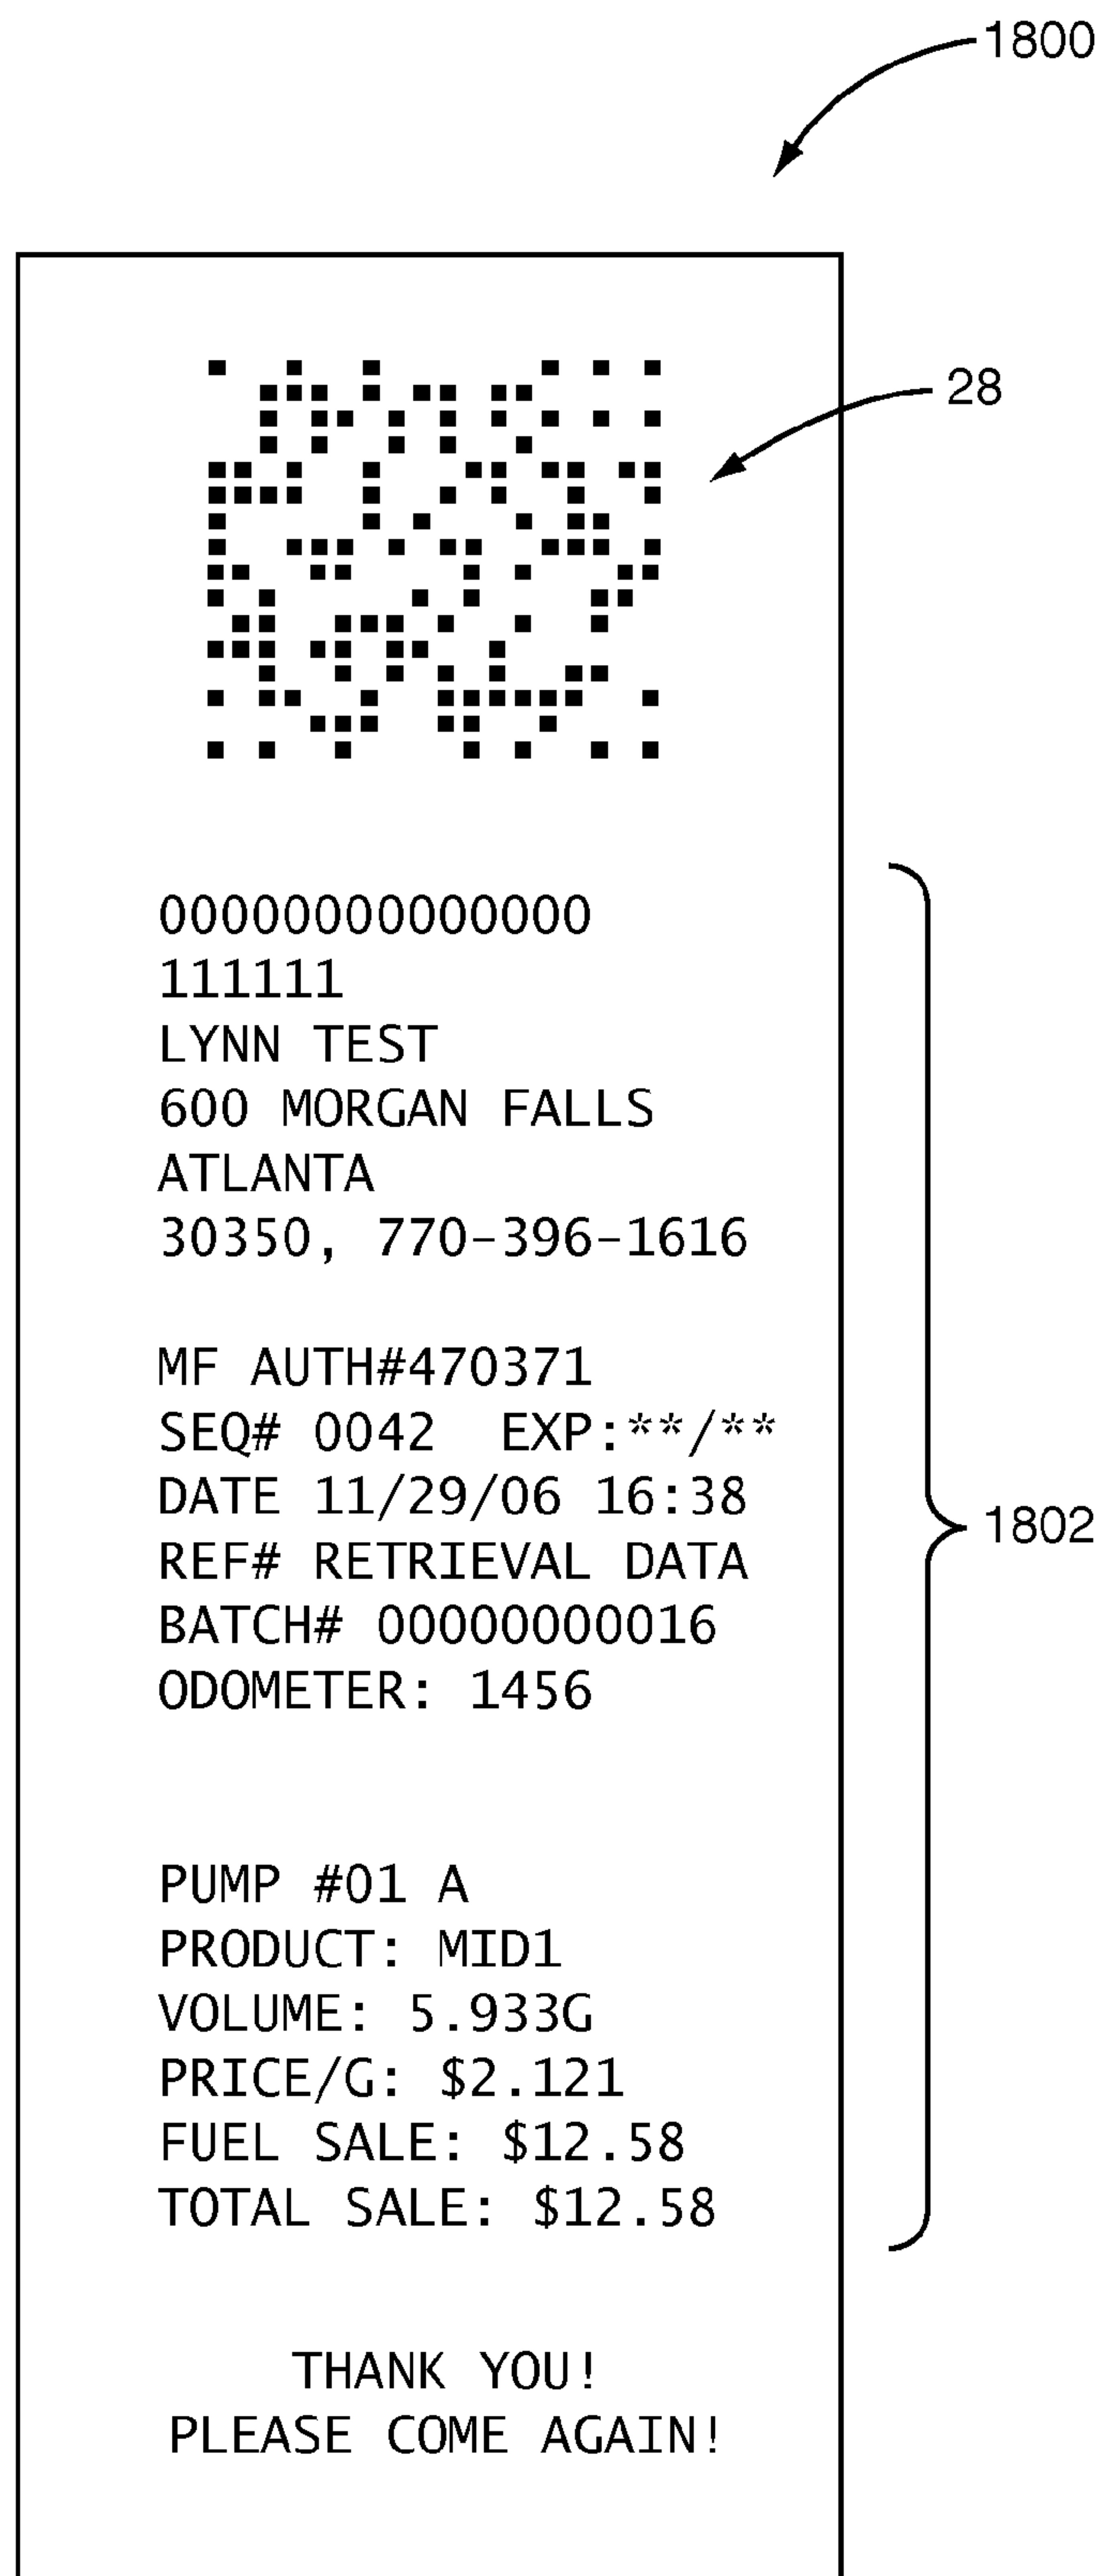 1800
28
00000000000000
111111
LYNN TEST
600 MORGAN FALLS
ATLANTA
30350, 770-396-1616
MF AUTH#470371
SEQ# 0042  EXP:**/**
DATE 11/29/06 16:38
1802
REF# RETRIEVAL DATA
BATCH# 00000000016
ODOMETER: 1456
PUMP #01 A
PRODUCT: MID1
VOLUME: 5.933G
PRICE/G: $2.121
FUEL SALE: $12.58
TOTAL SALE: $12.58
THANK YOU!
PLEASE COME AGAIN!